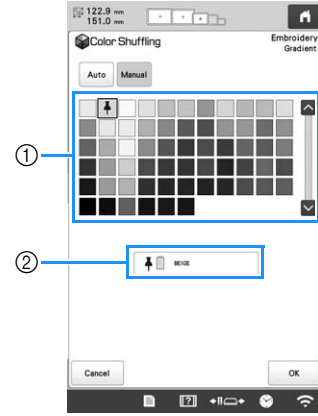 122.9 mm
151.0 mm
Color Shuffling
Embroidery
Gradient
Auto
Manual
①
②
BEIGE
Cancel
OK